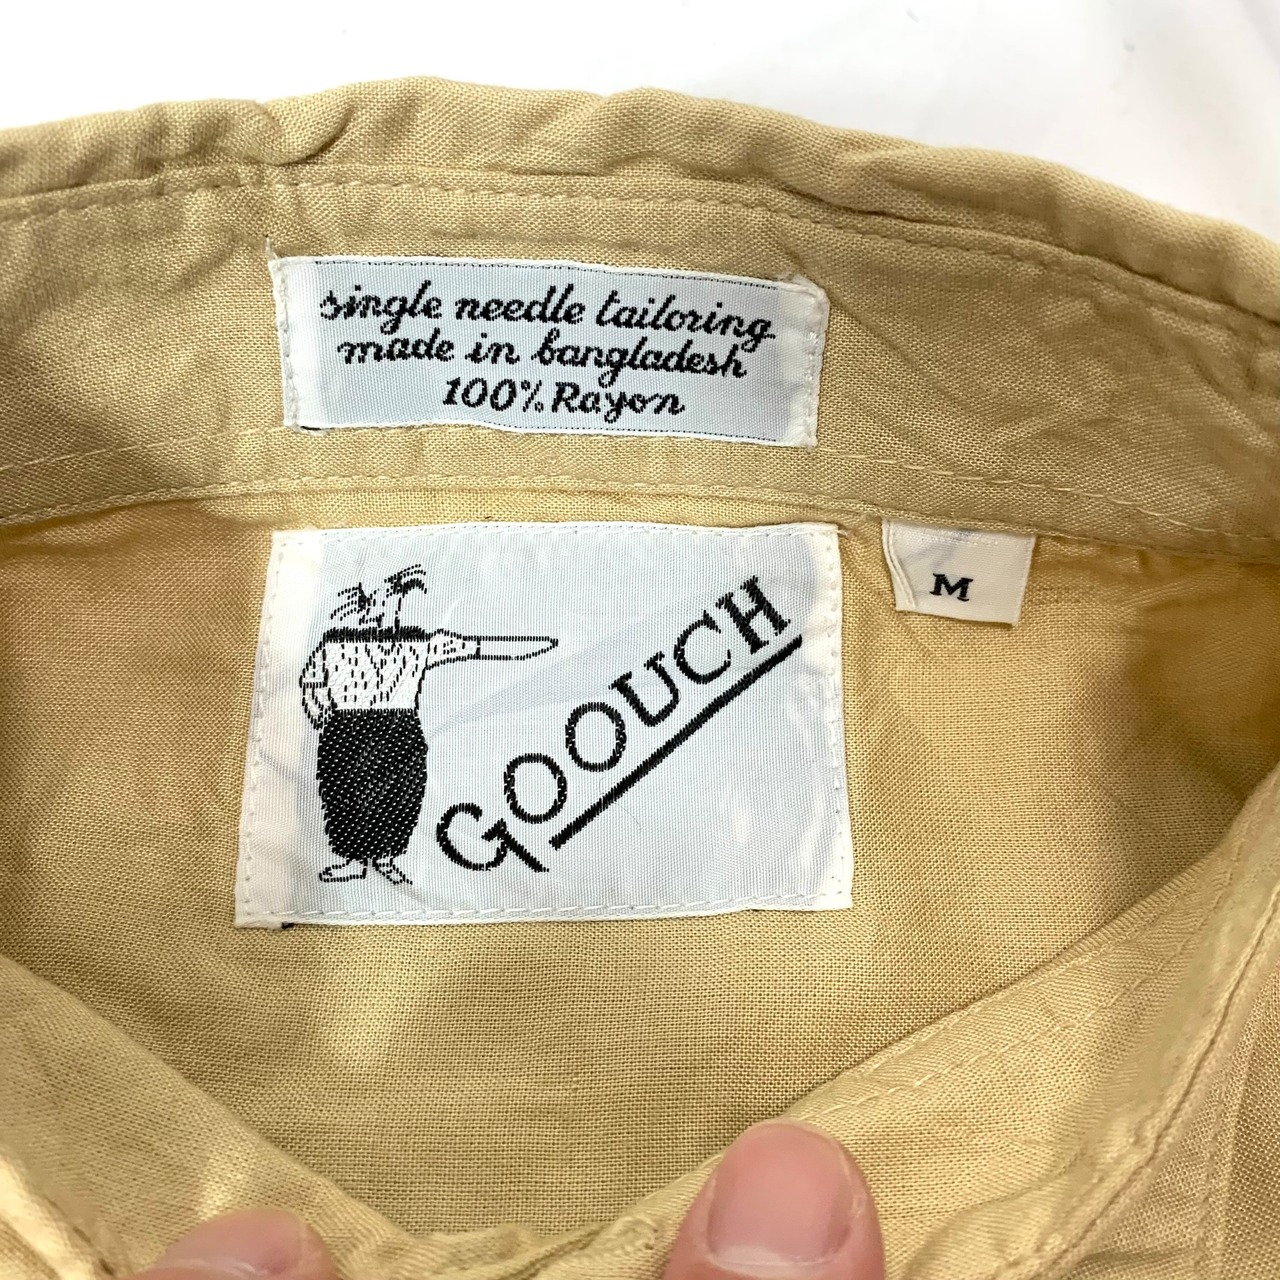 single needle tailoring
made in bangladesh
100% Rayon
GOOUCH
M